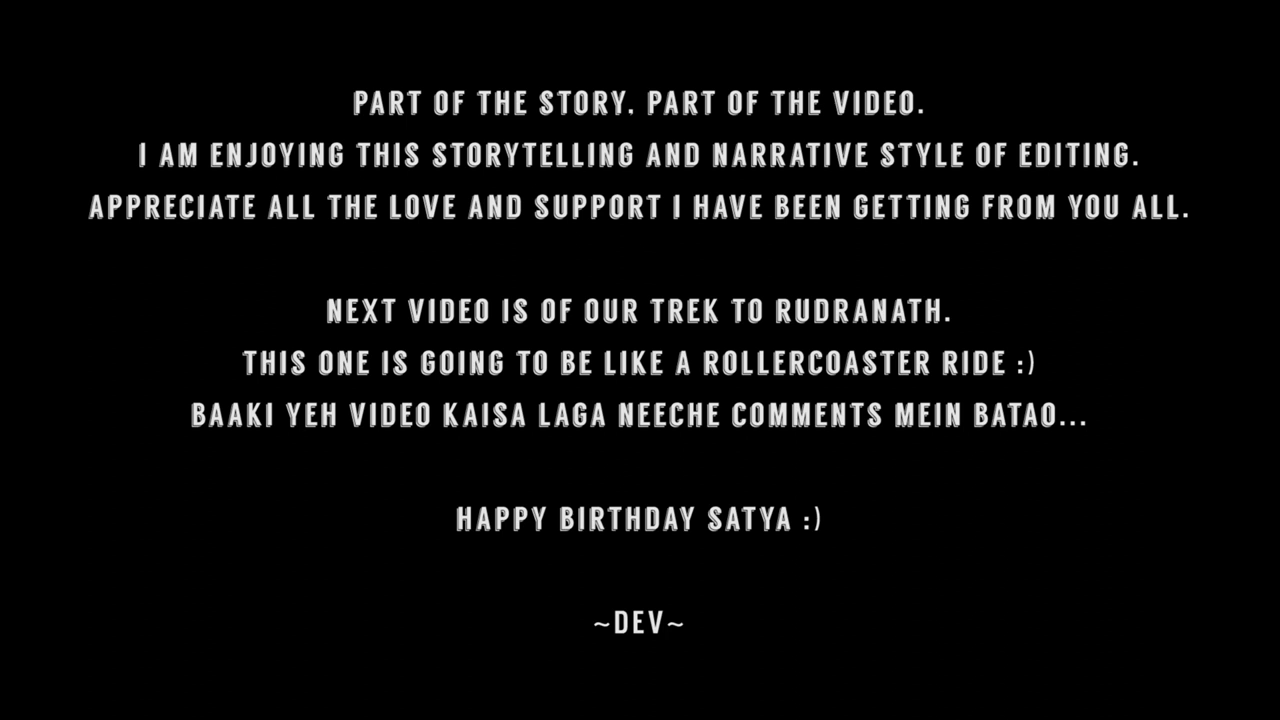 PART OF THE STORY. PART OF THE VIDEO.
I AM ENJOYING THIS STORYTELLING AND NARRATIVE STYLE OF EDITING.
APPRECIATE ALL THE LOVE AND SUPPORT I HAVE BEEN GETTING FROM YOU ALL.
NEXT VIDEO IS OF OUR TREK TO RUDRANATH.
THIS ONE IS GOING TO BE LIKE A ROLLERCOASTER RIDE :)
BAAKI YEH VIDEO KAISA LAGA NEECHE COMMENTS MEIN BATAO...
HAPPY BIRTHDAY SATYA :)
~DEV~